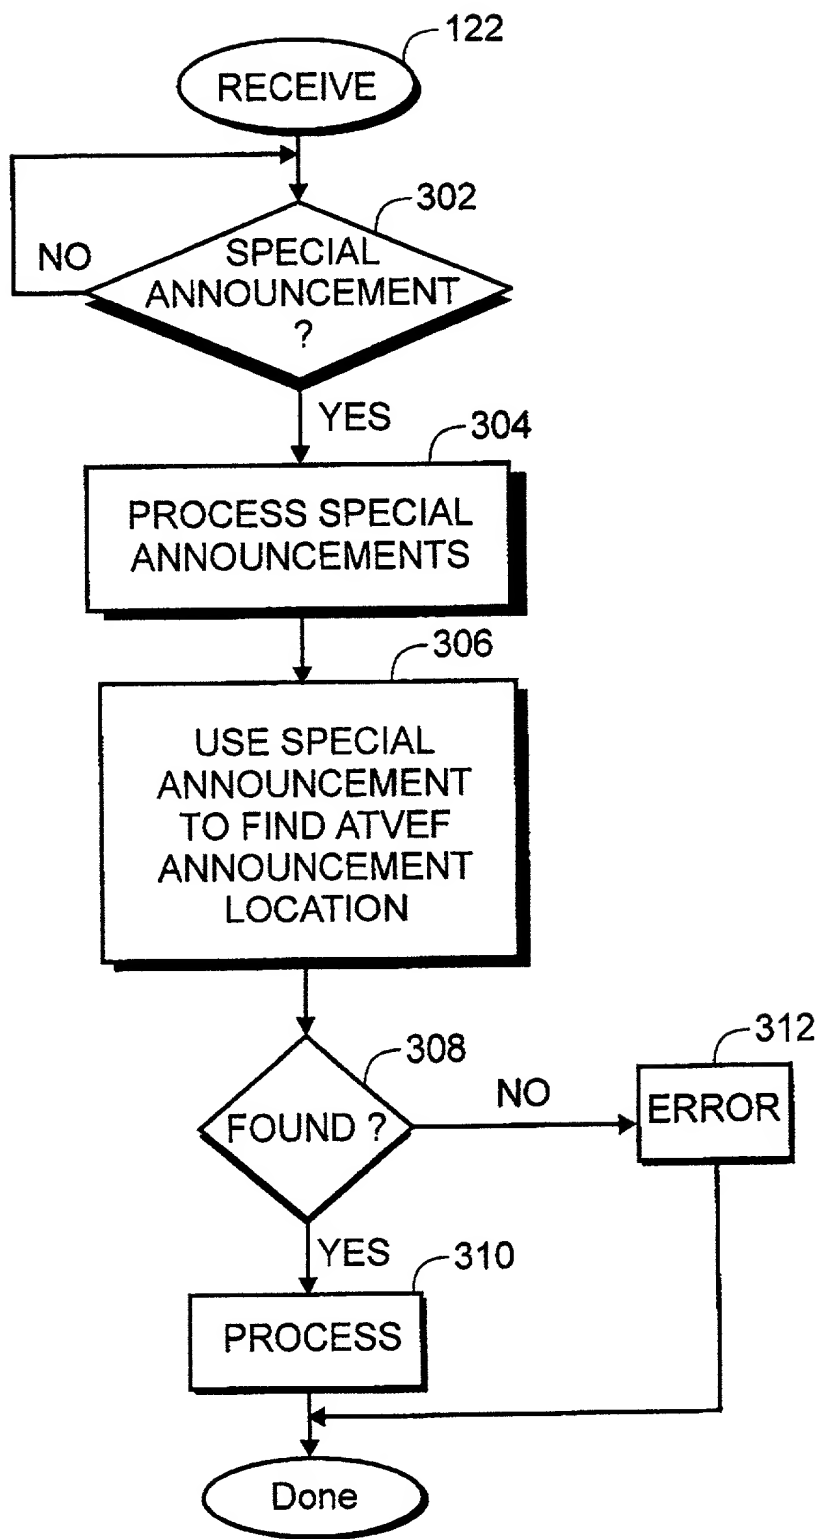 122
RECEIVE
302
NO
SPECIAL
ANNOUNCEMENT
?
YES
304
PROCESS SPECIAL
ANNOUNCEMENTS
306
USE SPECIAL
ANNOUNCEMENT
TO FIND ATVEF
ANNOUNCEMENT
LOCATION
308
FOUND ?
NO
312
ERROR
YES
310
PROCESS
Done